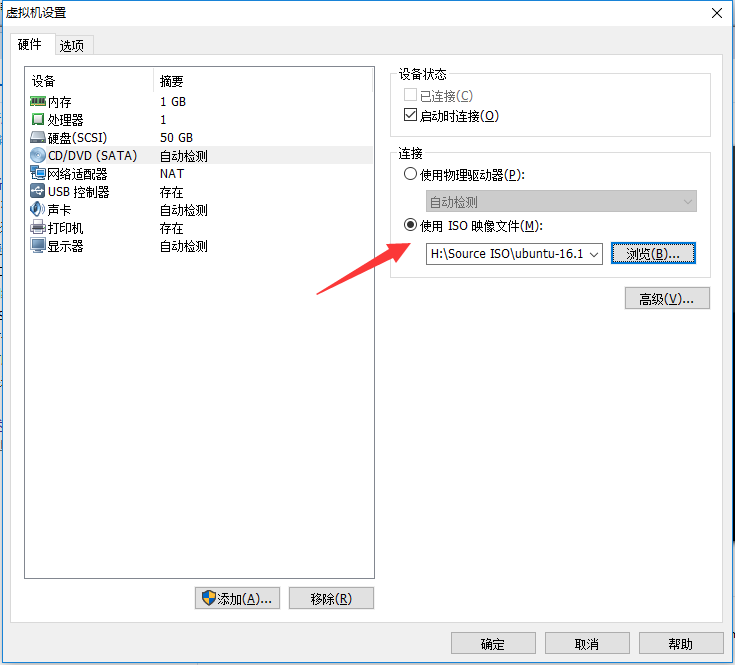 虚拟机设置
硬件 选项
设备 摘要
内存 1 GB
处理器 1
硬盘(SCSI) 50 GB
CD/DVD (SATA) 自动检测
网络适配器 NAT
USB 控制器 存在
声卡 自动检测
打印机 存在
显示器 自动检测
添加(A)... 移除(R)
设备状态
已连接(C)
启动时连接(O)
连接
使用物理驱动器(P):
自动检测
使用 ISO 映像文件(M):
H:\Source ISO\ubuntu-16.1 浏览(B)...
高级(V)...
确定 取消 帮助